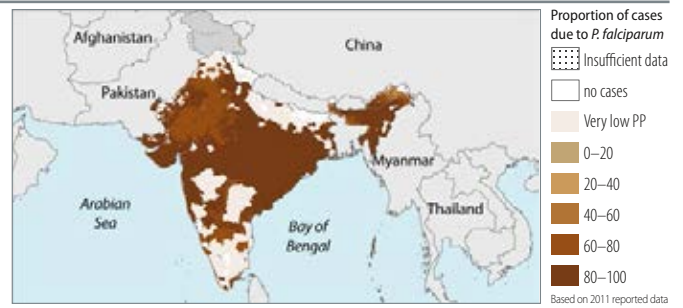 Proportion of cases
due to P. falciparum
Insufficient data
no cases
Very low PP
0–20
20–40
40–60
60–80
80–100
Based on 2011 reported data
Afghanistan
China
Pakistan
Myanmar
Arabian
Sea
Thailand
Bay of
Bengal